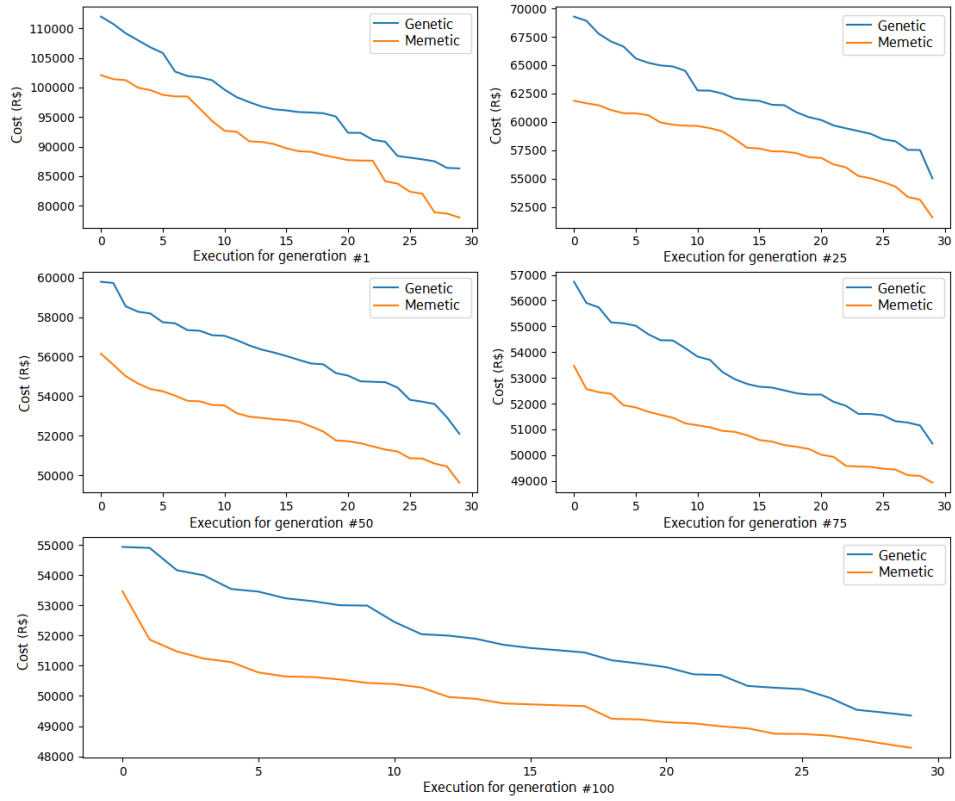 Genetic
Memetic
Cost (R$)
110000
105000
100000
95000
90000
85000
80000
0 5 10 15 20 25 30
Execution for generation #1
Genetic
Memetic
Cost (R$)
70000
67500
65000
62500
60000
57500
55000
52500
0 5 10 15 20 25 30
Execution for generation #25
Genetic
Memetic
Cost (R$)
60000
58000
56000
54000
52000
50000
0 5 10 15 20 25 30
Execution for generation #50
Genetic
Memetic
Cost (R$)
57000
56000
55000
54000
53000
52000
51000
50000
49000
0 5 10 15 20 25 30
Execution for generation #75
Genetic
Memetic
Cost (R$)
55000
54000
53000
52000
51000
50000
49000
48000
0 5 10 15 20 25 30
Execution for generation #100